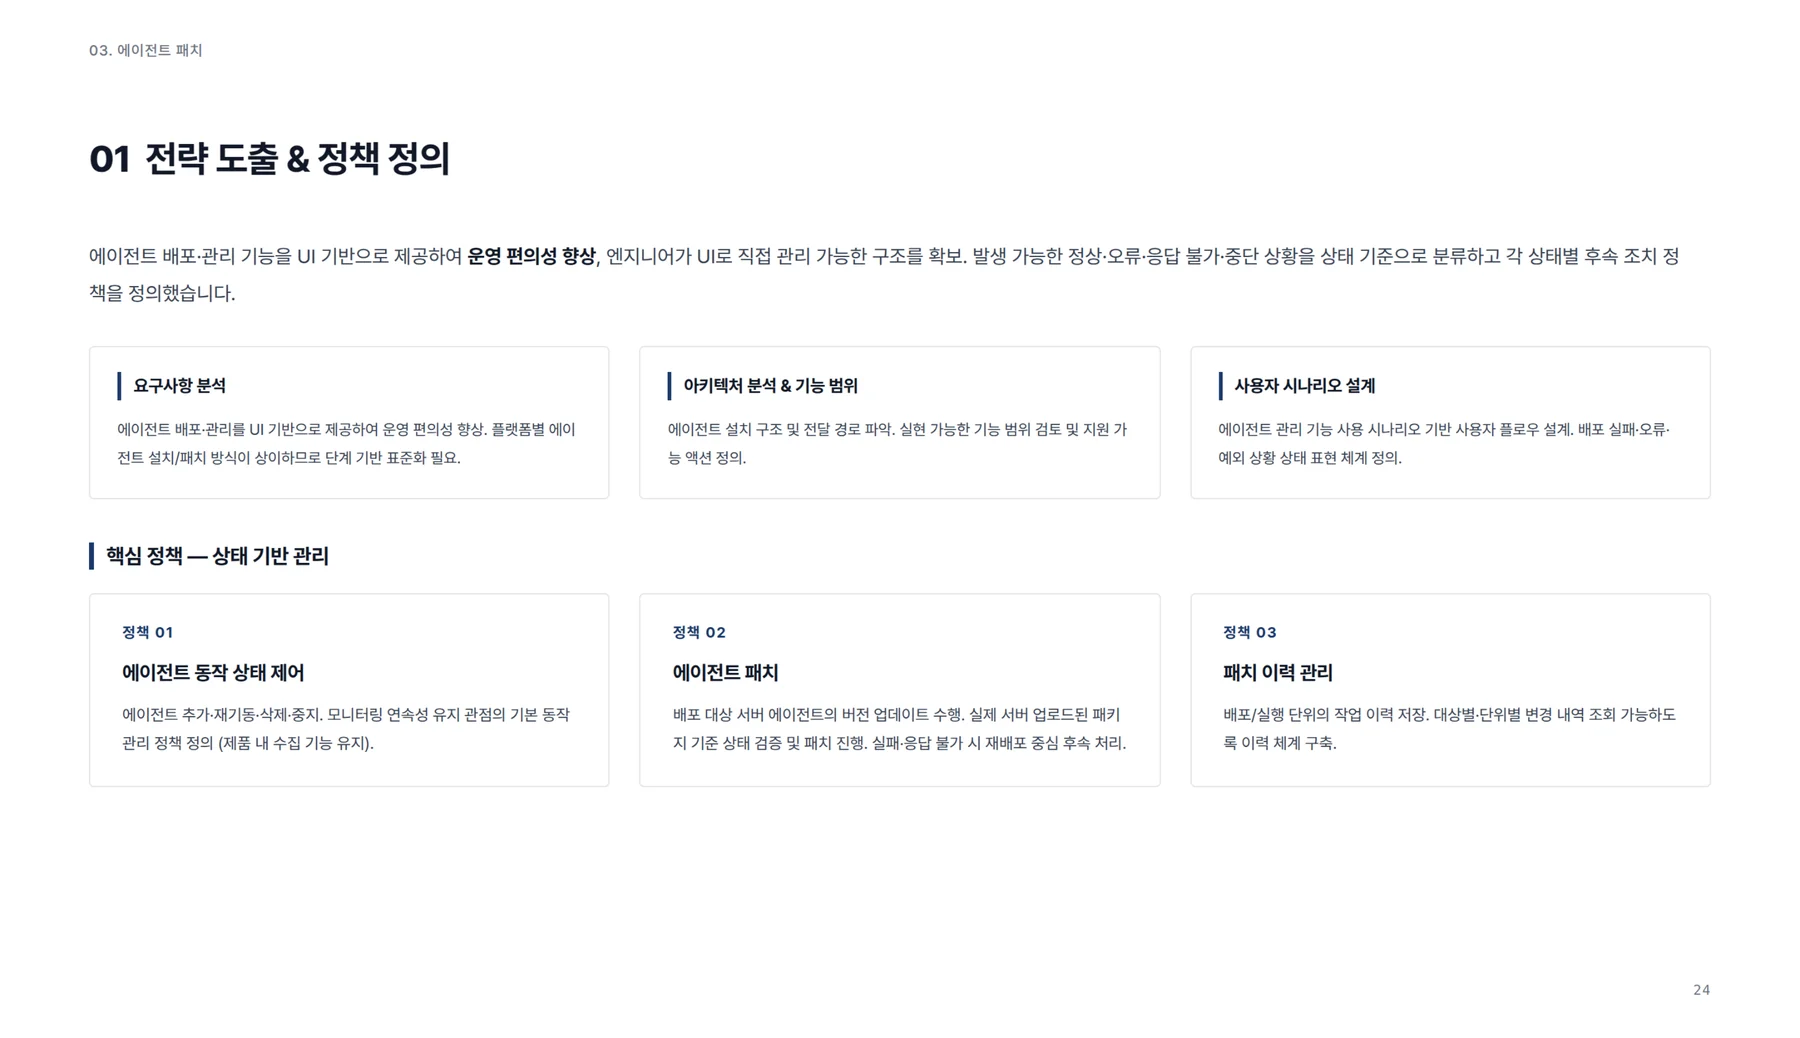 03. 에이전트 패치
01 전략 도출 & 정책 정의
에이전트 배포·관리 기능을 UI 기반으로 제공하여 운영 편의성 향상, 엔지니어가 UI로 직접 관리 가능한 구조를 확보. 발생 가능한 정상·오류·응답 불가·중단 상황을 상태 기준으로 분류하고 각 상태별 후속 조치 정
책을 정의했습니다.
요구사항 분석
에이전트 배포·관리를 UI 기반으로 제공하여 운영 편의성 향상. 플랫폼별 에이
전트 설치/패치 방식이 상이하므로 단계 기반 표준화 필요.
아키텍처 분석 & 기능 범위
에이전트 설치 구조 및 전달 경로 파악. 실현 가능한 기능 범위 검토 및 지원 가
능 액션 정의.
사용자 시나리오 설계
에이전트 관리 기능 사용 시나리오 기반 사용자 플로우 설계. 배포 실패·오류·
예외 상황 상태 표현 체계 정의.
핵심 정책 — 상태 기반 관리
정책 01
에이전트 동작 상태 제어
에이전트 추가·재기동·삭제·중지. 모니터링 연속성 유지 관점의 기본 동작
관리 정책 정의 (제품 내 수집 기능 유지).
정책 02
에이전트 패치
배포 대상 서버 에이전트의 버전 업데이트 수행. 실제 서버 업로드된 패키
지 기준 상태 검증 및 패치 진행. 실패·응답 불가 시 재배포 중심 후속 처리.
정책 03
패치 이력 관리
배포/실행 단위의 작업 이력 저장. 대상별·단위별 변경 내역 조회 가능하도
록 이력 체계 구축.
24